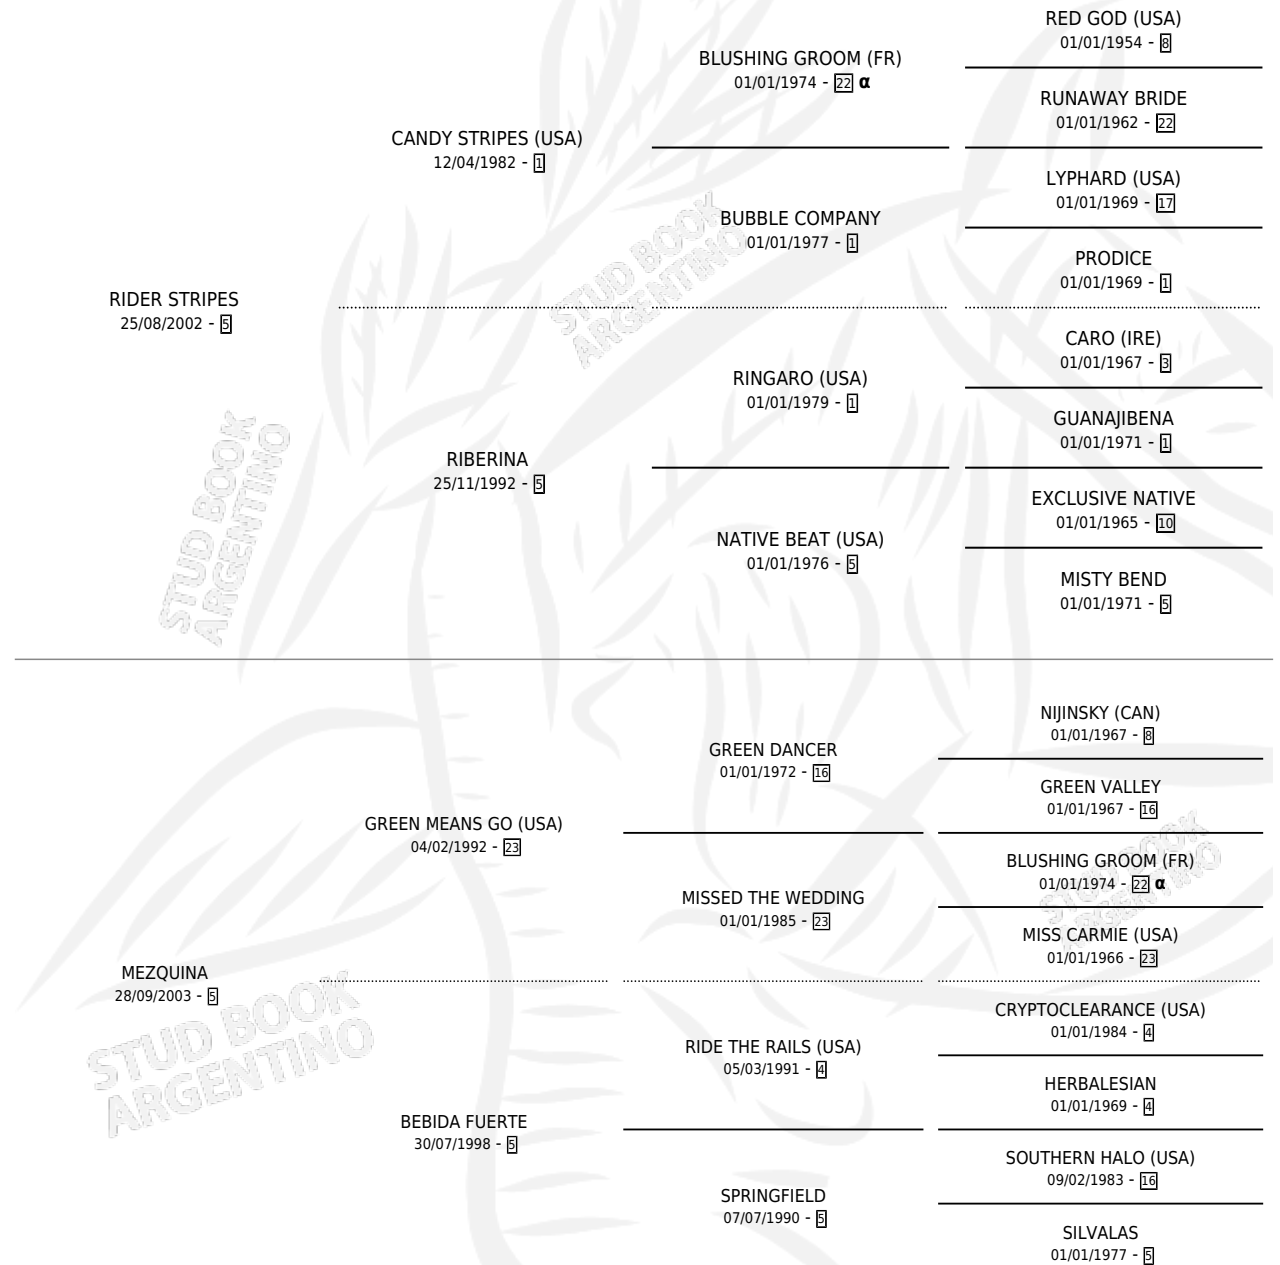 RED GOD (USA)
01/01/1954 - 8
BLUSHING GROOM (FR)
01/01/1974 - 22 α
RUNAWAY BRIDE
01/01/1962 - 22
CANDY STRIPES (USA)
12/04/1982 - 1
LYPHARD (USA)
01/01/1969 - 17
BUBBLE COMPANY
01/01/1977 - 1
PRODICE
01/01/1969 - 1
RIDER STRIPES
25/08/2002 - 5
CARO (IRE)
01/01/1967 - 3
RINGARO (USA)
01/01/1979 - 1
GUANAJIBENA
01/01/1971 - 1
RIBERINA
25/11/1992 - 5
EXCLUSIVE NATIVE
01/01/1965 - 10
NATIVE BEAT (USA)
01/01/1976 - 5
MISTY BEND
01/01/1971 - 5
NIJINSKY (CAN)
01/01/1967 - 8
GREEN DANCER
01/01/1972 - 16
GREEN VALLEY
01/01/1967 - 16
GREEN MEANS GO (USA)
04/02/1992 - 23
BLUSHING GROOM (FR)
01/01/1974 - 22 α
MISSED THE WEDDING
01/01/1985 - 23
MISS CARMIE (USA)
01/01/1966 - 23
MEZQUINA
28/09/2003 - 5
CRYPTOCLEARANCE (USA)
01/01/1984 - 4
RIDE THE RAILS (USA)
05/03/1991 - 4
HERBALESIAN
01/01/1969 - 4
BEBIDA FUERTE
30/07/1998 - 5
SOUTHERN HALO (USA)
09/02/1983 - 16
SPRINGFIELD
07/07/1990 - 5
SILVALAS
01/01/1977 - 5
STUD BOOK
ARGENTINO
STUD BOOK
ARGENTINO
STUD BOOK
ARGENTINO
STUD BOOK
ARGENTINO